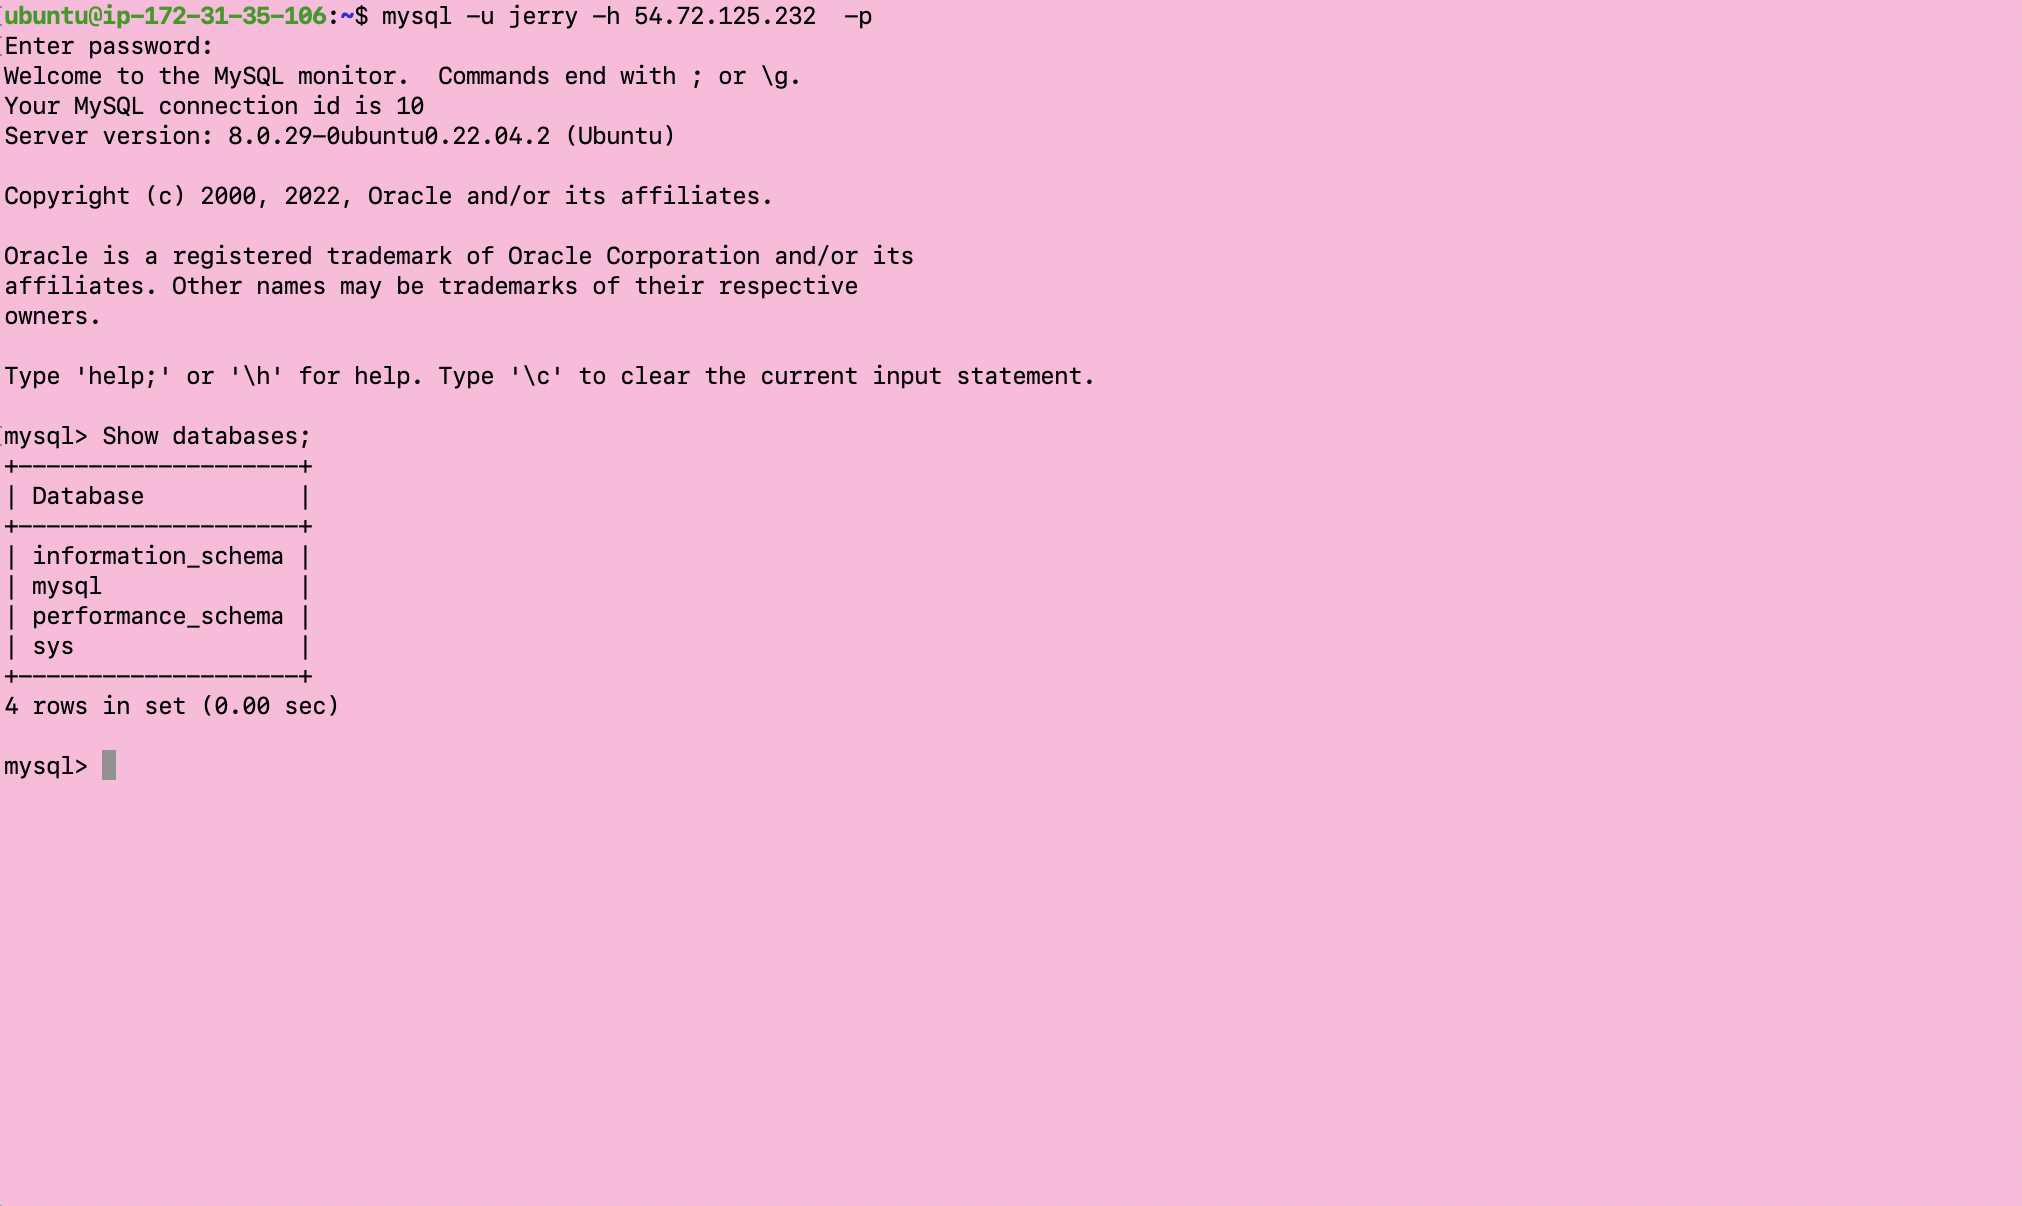 ubuntu@ip-172-31-35-106:~$ mysql -u jerry -h 54.72.125.232  -p
Enter password:
Welcome to the MySQL monitor.  Commands end with ; or \g.
Your MySQL connection id is 10
Server version: 8.0.29-0ubuntu0.22.04.2 (Ubuntu)

Copyright (c) 2000, 2022, Oracle and/or its affiliates.

Oracle is a registered trademark of Oracle Corporation and/or its
affiliates. Other names may be trademarks of their respective
owners.

Type 'help;' or '\h' for help. Type '\c' to clear the current input statement.

mysql> Show databases;
+--------------------+
| Database           |
+--------------------+
| information_schema |
| mysql              |
| performance_schema |
| sys                |
+--------------------+
4 rows in set (0.00 sec)

mysql>